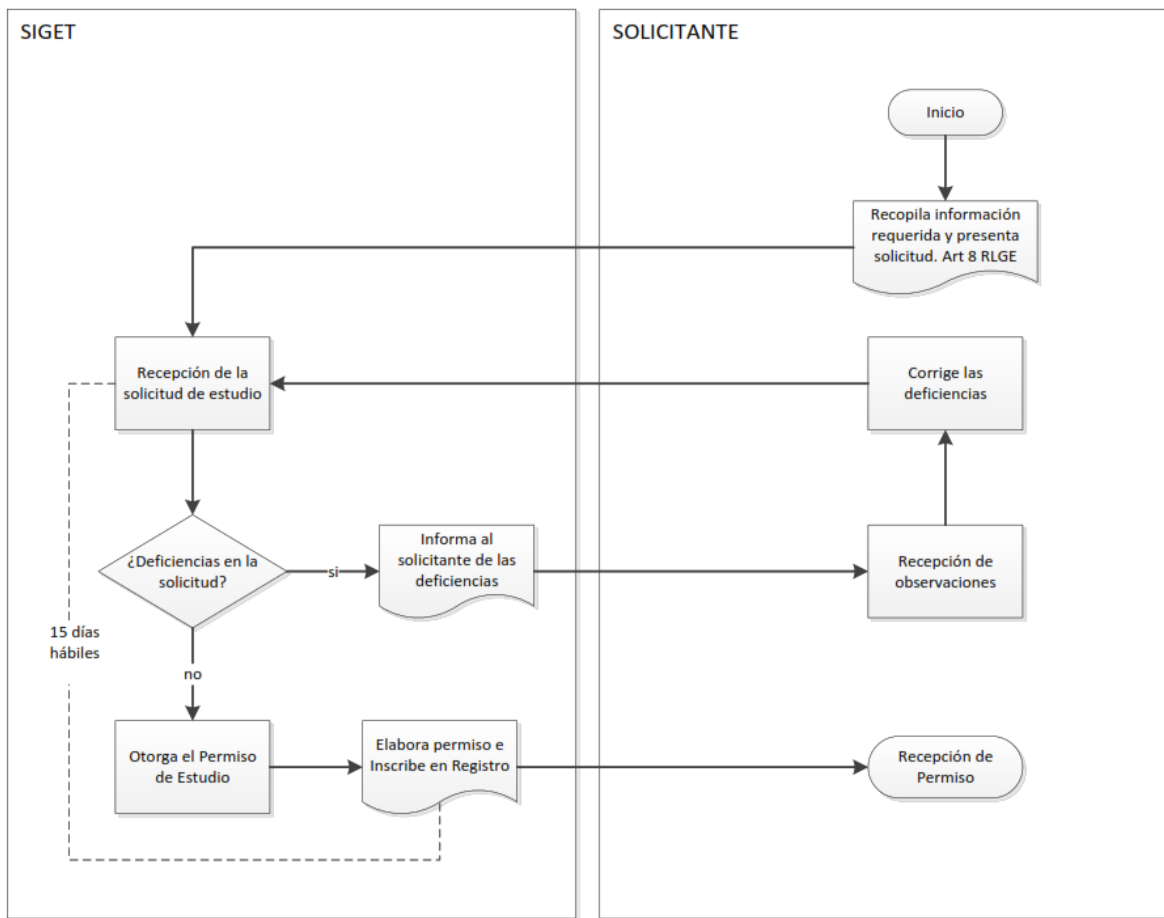 SIGET
SOLICITANTE
Inicio
Recopila información
requerida y presenta
solicitud. Art 8 RLGE
Recepción de la
solicitud de estudio
Corrige las
deficiencias
¿Deficiencias en la
solicitud?
si
Informa al
solicitante de las
deficiencias
Recepción de
observaciones
15 días
hábiles
no
Otorga el Permiso
de Estudio
Elabora permiso e
Inscribe en Registro
Recepción de
Permiso